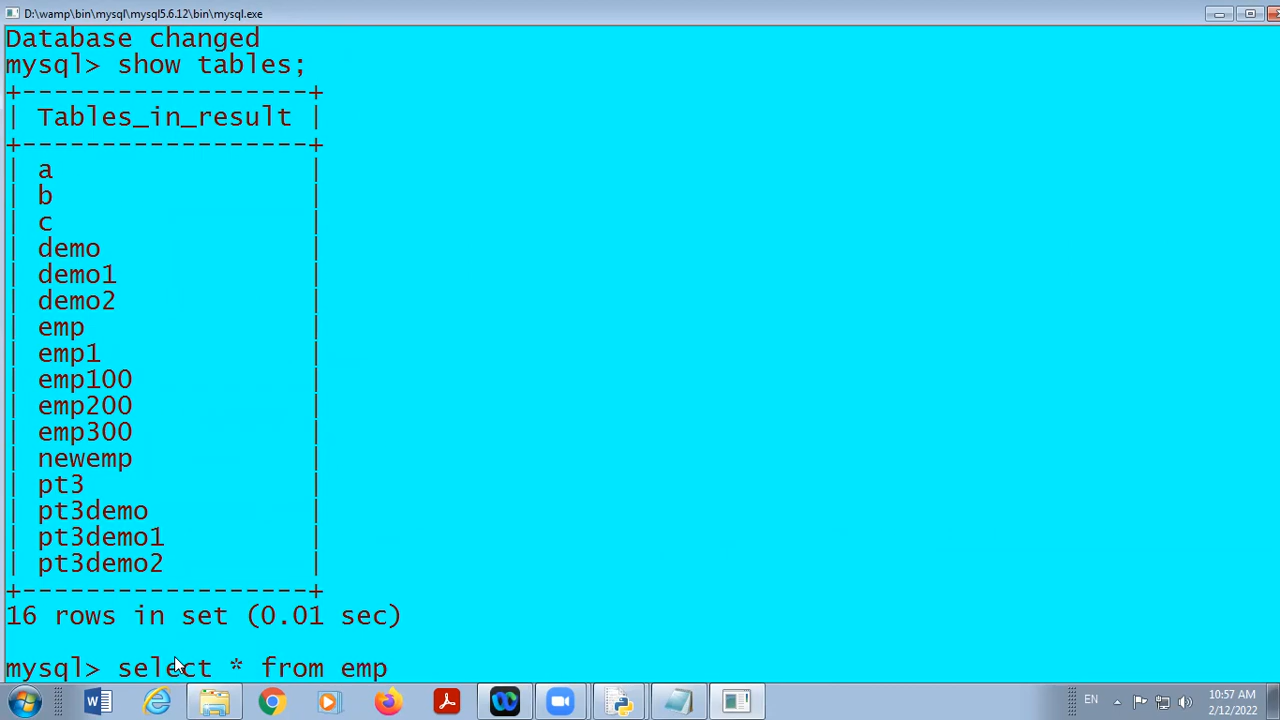 D:\wamp\bin\mysql\mysql5.6.12\bin\mysql.exe
Database changed
mysql> show tables;
+------------------+
| Tables_in_result |
+------------------+
| a                |
| b                |
| c                |
| demo             |
| demo1            |
| demo2            |
| emp              |
| emp1             |
| emp100           |
| emp200           |
| emp300           |
| newemp           |
| pt3              |
| pt3demo          |
| pt3demo1         |
| pt3demo2         |
+------------------+
16 rows in set (0.01 sec)
mysql> select * from emp
EN
10:57 AM
2/12/2022